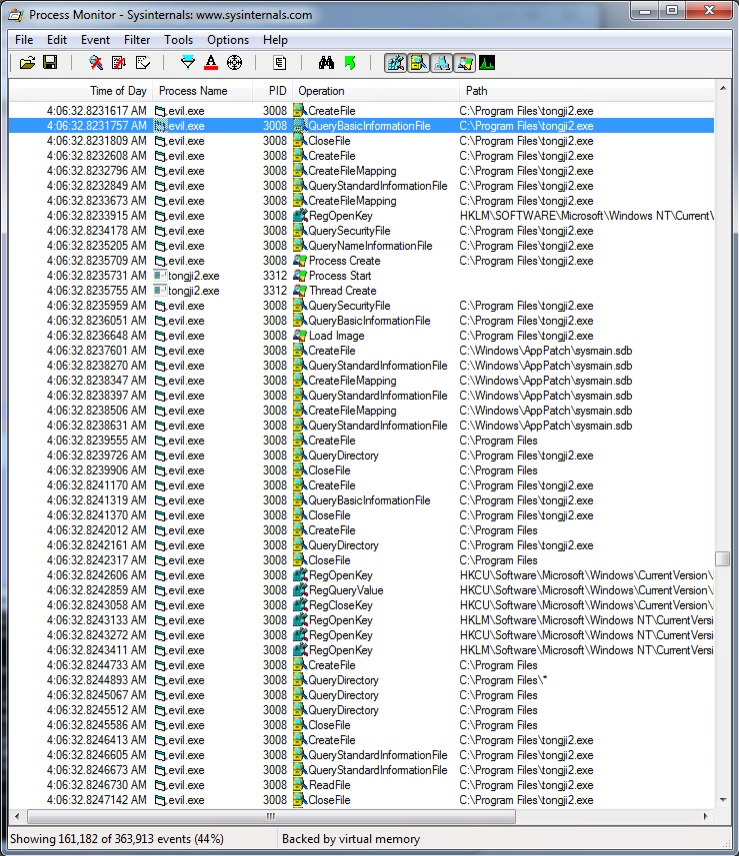 Process Monitor - Sysinternals: www.sysinternals.com
File Edit Event Filter Tools Options Help
Time of Day Process Name PID Operation Path
4:06:32.8231617 AM evil.exe 3008 CreateFile C:\Program Files\tongji2.exe
4:06:32.8231757 AM evil.exe 3008 QueryBasicInformationFile C:\Program Files\tongji2.exe
4:06:32.8231809 AM evil.exe 3008 CloseFile C:\Program Files\tongji2.exe
4:06:32.8232608 AM evil.exe 3008 CreateFile C:\Program Files\tongji2.exe
4:06:32.8232796 AM evil.exe 3008 CreateFileMapping C:\Program Files\tongji2.exe
4:06:32.8232849 AM evil.exe 3008 QueryStandardInformationFile C:\Program Files\tongji2.exe
4:06:32.8233673 AM evil.exe 3008 CreateFileMapping C:\Program Files\tongji2.exe
4:06:32.8233915 AM evil.exe 3008 RegOpenKey HKLM\SOFTWARE\Microsoft\Windows NT\Current\
4:06:32.8234178 AM evil.exe 3008 QuerySecurityFile C:\Program Files\tongji2.exe
4:06:32.8235205 AM evil.exe 3008 QueryNameInformationFile C:\Program Files\tongji2.exe
4:06:32.8235709 AM evil.exe 3008 Process Create C:\Program Files\tongji2.exe
4:06:32.8235731 AM tongji2.exe 3312 Process Start
4:06:32.8235755 AM tongji2.exe 3312 Thread Create
4:06:32.8235959 AM evil.exe 3008 QuerySecurityFile C:\Program Files\tongji2.exe
4:06:32.8236051 AM evil.exe 3008 QueryBasicInformationFile C:\Program Files\tongji2.exe
4:06:32.8236648 AM evil.exe 3008 Load Image C:\Program Files\tongji2.exe
4:06:32.8237601 AM evil.exe 3008 CreateFile C:\Windows\AppPatch\sysmain.sdb
4:06:32.8238270 AM evil.exe 3008 QueryStandardInformationFile C:\Windows\AppPatch\sysmain.sdb
4:06:32.8238347 AM evil.exe 3008 CreateFileMapping C:\Windows\AppPatch\sysmain.sdb
4:06:32.8238397 AM evil.exe 3008 QueryStandardInformationFile C:\Windows\AppPatch\sysmain.sdb
4:06:32.8238506 AM evil.exe 3008 CreateFileMapping C:\Windows\AppPatch\sysmain.sdb
4:06:32.8238631 AM evil.exe 3008 QueryStandardInformationFile C:\Windows\AppPatch\sysmain.sdb
4:06:32.8239555 AM evil.exe 3008 CreateFile C:\Program Files
4:06:32.8239726 AM evil.exe 3008 QueryDirectory C:\Program Files\tongji2.exe
4:06:32.8239906 AM evil.exe 3008 CloseFile C:\Program Files
4:06:32.8241170 AM evil.exe 3008 CreateFile C:\Program Files\tongji2.exe
4:06:32.8241319 AM evil.exe 3008 QueryBasicInformationFile C:\Program Files\tongji2.exe
4:06:32.8241370 AM evil.exe 3008 CloseFile C:\Program Files\tongji2.exe
4:06:32.8242012 AM evil.exe 3008 CreateFile C:\Program Files
4:06:32.8242161 AM evil.exe 3008 QueryDirectory C:\Program Files\tongji2.exe
4:06:32.8242317 AM evil.exe 3008 CloseFile C:\Program Files
4:06:32.8242606 AM evil.exe 3008 RegOpenKey HKCU\Software\Microsoft\Windows\CurrentVersion\
4:06:32.8242859 AM evil.exe 3008 RegQueryValue HKCU\Software\Microsoft\Windows\CurrentVersion\
4:06:32.8243058 AM evil.exe 3008 RegCloseKey HKCU\Software\Microsoft\Windows\CurrentVersion\
4:06:32.8243133 AM evil.exe 3008 RegOpenKey HKLM\Software\Microsoft\Windows NT\CurrentVersi
4:06:32.8243272 AM evil.exe 3008 RegOpenKey HKCU\Software\Microsoft\Windows NT\CurrentVersi
4:06:32.8243411 AM evil.exe 3008 RegOpenKey HKLM\Software\Microsoft\Windows NT\CurrentVersi
4:06:32.8244733 AM evil.exe 3008 CreateFile C:\Program Files
4:06:32.8244893 AM evil.exe 3008 QueryDirectory C:\Program Files\*
4:06:32.8245067 AM evil.exe 3008 QueryDirectory C:\Program Files
4:06:32.8245512 AM evil.exe 3008 QueryDirectory C:\Program Files
4:06:32.8245586 AM evil.exe 3008 CloseFile C:\Program Files
4:06:32.8246413 AM evil.exe 3008 CreateFile C:\Program Files\tongji2.exe
4:06:32.8246605 AM evil.exe 3008 QueryStandardInformationFile C:\Program Files\tongji2.exe
4:06:32.8246673 AM evil.exe 3008 QueryStandardInformationFile C:\Program Files\tongji2.exe
4:06:32.8246730 AM evil.exe 3008 ReadFile C:\Program Files\tongji2.exe
4:06:32.8247142 AM evil.exe 3008 CloseFile C:\Program Files\tongji2.exe
Showing 161,182 of 363,913 events (44%) Backed by virtual memory